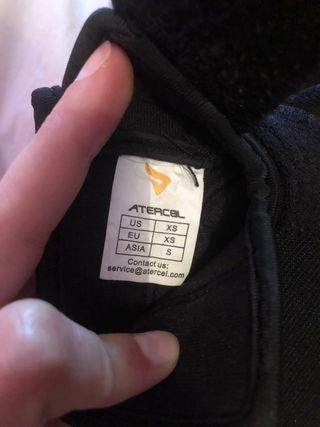 ATERCEL
US XS
EU XS
ASIA S
Contact us:
service@atercel.com